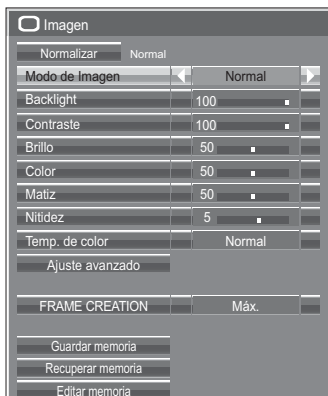 Imagen
Normalizar Normal
Modo de Imagen Normal
Backlight 100
Contraste 100
Brillo 50
Color 50
Matiz 50
Nitidez 5
Temp. de color Normal
Ajuste avanzado
FRAME CREATION Máx.
Guardar memoria
Recuperar memoria
Editar memoria